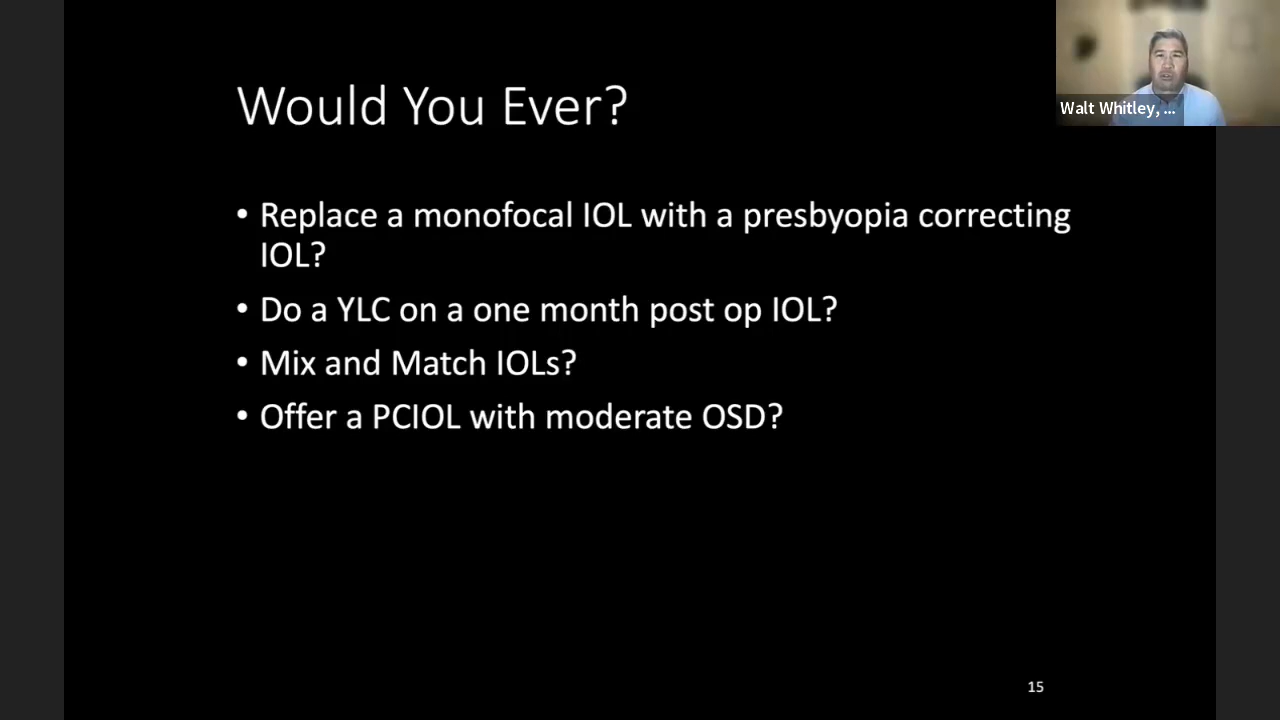 Would You Ever?
Walt Whitley, ...
• Replace a monofocal IOL with a presbyopia correcting
IOL?
• Do a YLC on a one month post op IOL?
• Mix and Match IOLs?
• Offer a PCIOL with moderate OSD?
15